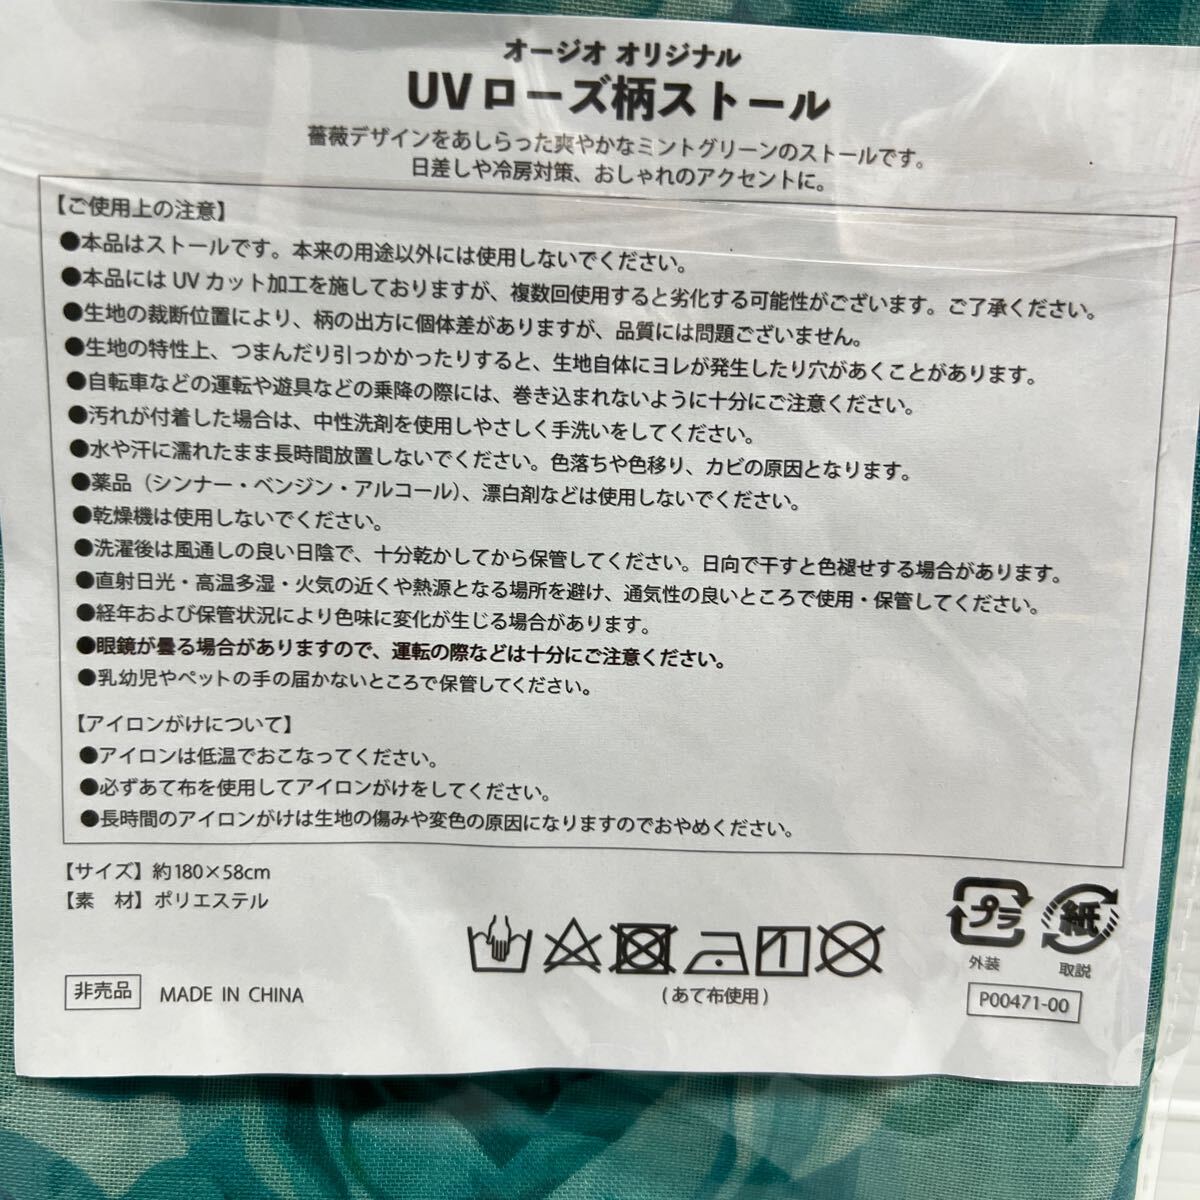 オージオ オリジナル
UVローズ柄ストール
薔薇デザインをあしらった爽やかなミントグリーンのストールです。
日差しや冷房対策、おしゃれのアクセントに。
【ご使用上の注意】
●本品はストールです。本来の用途以外には使用しないでください。
●本品には UV カット加工を施しておりますが、複数回使用すると劣化する可能性がございます。ご了承ください。
●生地の裁断位置により、柄の出方に個体差がありますが、品質には問題ございません。
●生地の特性上、つまんだり引っかかったりすると、生地自体にヨレが発生したり穴があくことがあります。
●自転車などの運転や遊具などの乗降の際には、巻き込まれないように十分にご注意ください。
●汚れが付着した場合は、中性洗剤を使用しやさしく手洗いをしてください。
●水や汗に濡れたまま長時間放置しないでください。色落ちや色移り、カビの原因となります。
●薬品（シンナー・ベンジン・アルコール）、漂白剤などは使用しないでください。
●乾燥機は使用しないでください。
●洗濯後は風通しの良い日陰で、十分乾かしてから保管してください。日向で干すと色褪せする場合があります。
●直射日光・高温多湿・火気の近くや熱源となる場所を避け、通気性の良いところで使用・保管してください。
●経年および保管状況により色味に変化が生じる場合があります。
●眼鏡が曇る場合がありますので、運転の際などは十分にご注意ください。
●乳幼児やペットの手の届かないところで保管してください。
【アイロンがけについて】
●アイロンは低温でおこなってください。
●必ずあて布を使用してアイロンがけをしてください。
●長時間のアイロンがけは生地の傷みや変色の原因になりますのでおやめください。
【サイズ】約180×58cm
【素　材】ポリエステル
(あて布使用)
プラ
外装
紙
取説
非売品
MADE IN CHINA
P00471-00